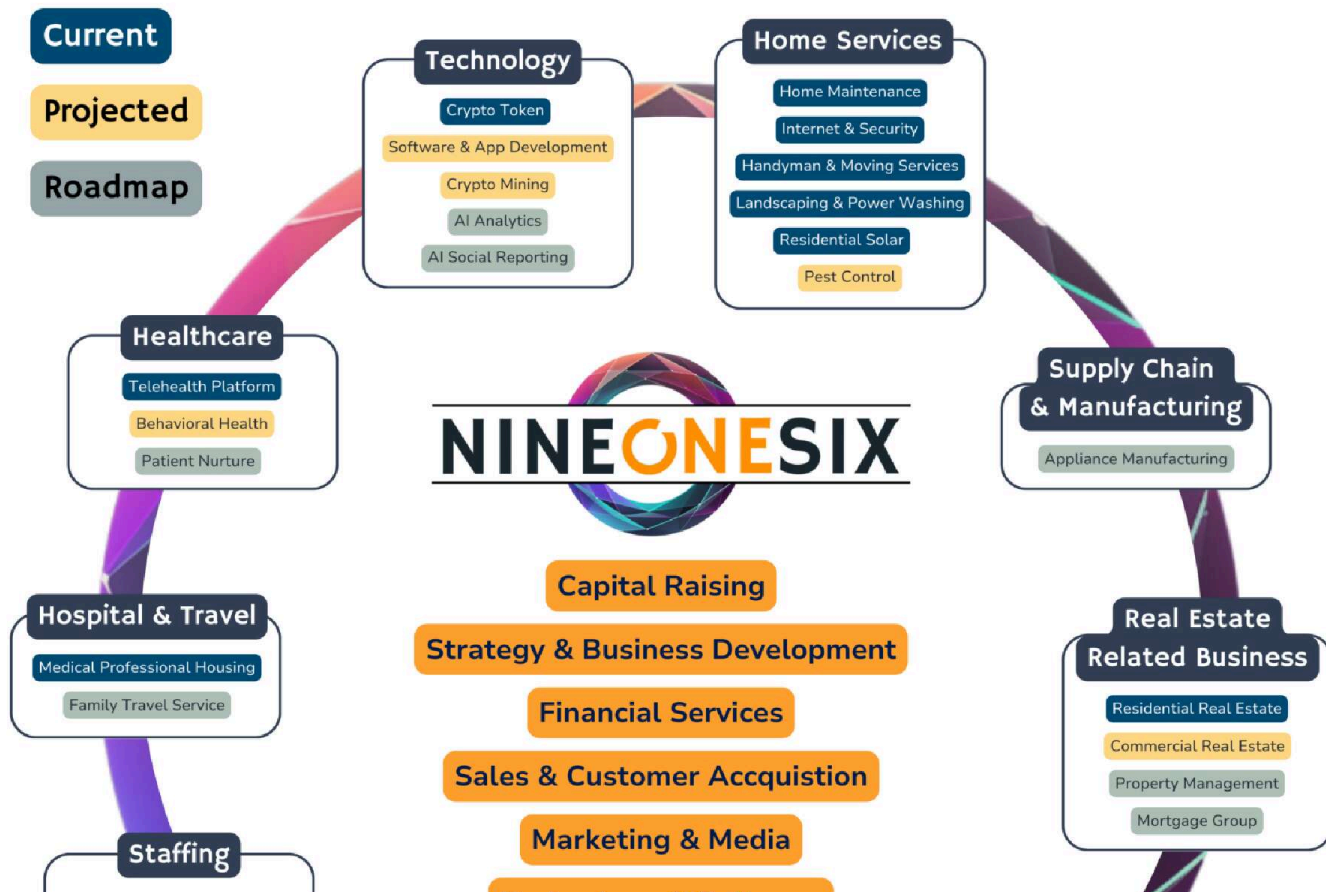 Current
Projected
Roadmap
Technology
Crypto Token
Software & App Development
Crypto Mining
AI Analytics
AI Social Reporting
Home Services
Home Maintenance
Internet & Security
Handyman & Moving Services
Landscaping & Power Washing
Residential Solar
Pest Control
Healthcare
Telehealth Platform
Behavioral Health
Patient Nurture
Supply Chain
& Manufacturing
Appliance Manufacturing
NINEONESIX
Hospital & Travel
Medical Professional Housing
Family Travel Service
Capital Raising
Strategy & Business Development
Financial Services
Sales & Customer Accquistion
Marketing & Media
Real Estate
Related Business
Residential Real Estate
Commercial Real Estate
Property Management
Mortgage Group
Staffing